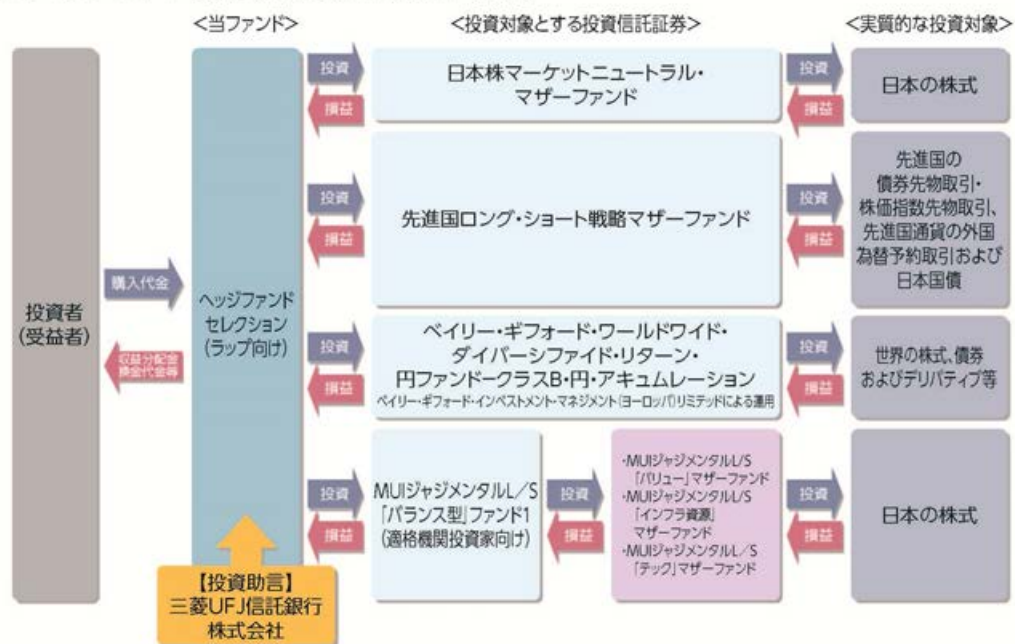 <当ファンド>
<投資対象とする投資信託証券>
<実質的な投資対象>
投資者
(受益者)
購入代金
収益分配金
換金代金等
ヘッジファンド
セレクション
(ラップ向け)
【投資助言】
三菱UFJ信託銀行
株式会社
投資
損益
日本株マーケットニュートラル・
マザーファンド
投資
損益
日本の株式
投資
損益
先進国ロング・ショート戦略マザーファンド
投資
損益
先進国の
債券先物取引・
株価指数先物取引、
先進国通貨の外国
為替予約取引および
日本国債
投資
損益
ベイリー・ギフォード・ワールドワイド・
ダイバーシファイド・リターン・
円ファンドークラスB・円・アキュムレーション
ベイリー・ギフォード・インベストメント・マネジメント(ヨーロッパ)リミテッドによる運用
投資
損益
世界の株式、債券
およびデリバティブ等
投資
損益
MUIジャジメンタルL/S
「バランス型」ファンド1
(適格機関投資家向け)
投資
損益
・MUIジャジメンタルL/S
「バリュー」マザーファンド
・MUIジャジメンタルL/S
「インフラ資源」
マザーファンド
・MUIジャジメンタルL/S
「テック」マザーファンド
投資
損益
日本の株式